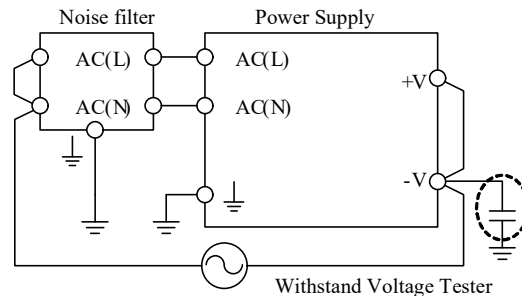 Noise filter
Power Supply
AC(L)
AC(L)
AC(N)
AC(N)
+V
-V
Withstand Voltage Tester